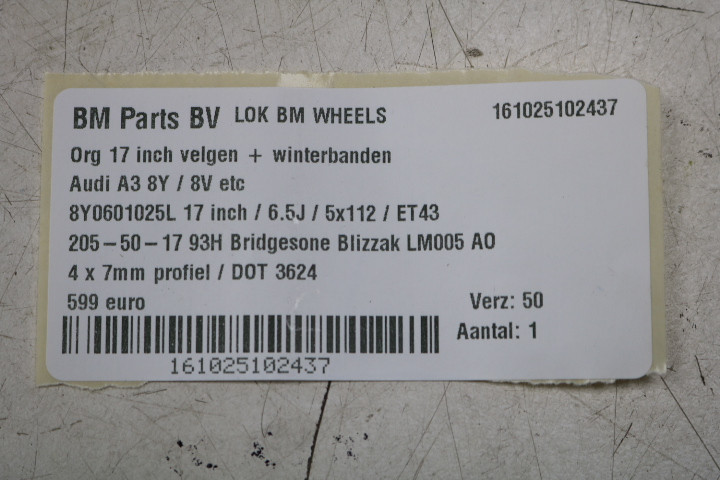 BM Parts BV LOK BM WHEELS 161025102437
Org 17 inch velgen + winterbanden
Audi A3 8Y / 8V etc
8Y0601025L 17 inch / 6.5J / 5x112 / ET43
205-50-17 93H Bridgesone Blizzak LM005 AO
4 x 7mm profiel / DOT 3624
599 euro Verz: 50
Aantal: 1
161025102437